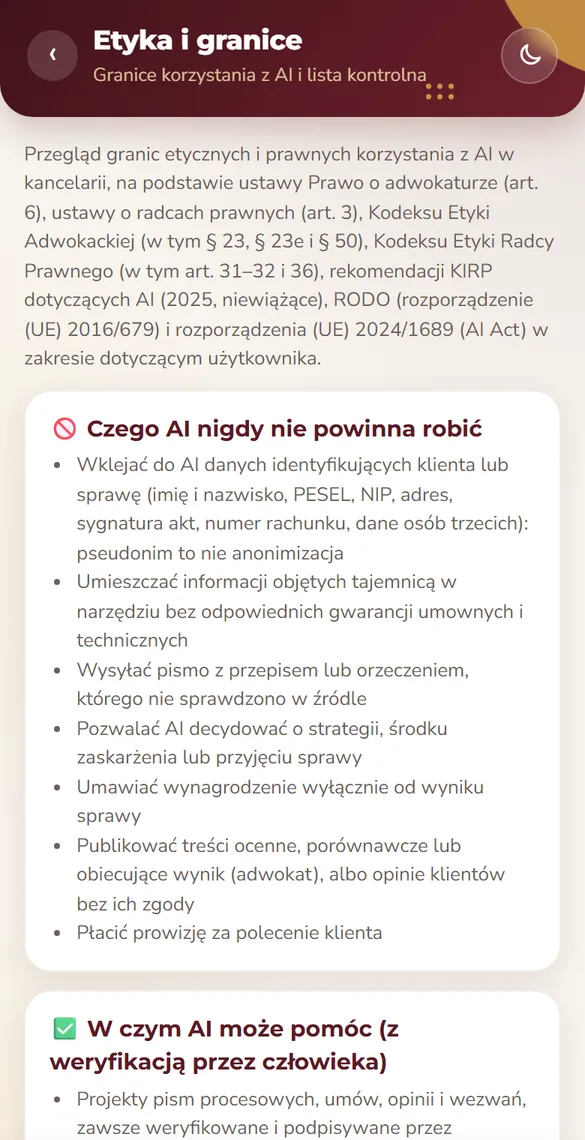 Etyka i granice
Granice korzystania z AI i lista kontrolna
Przegląd granic etycznych i prawnych korzystania z AI w
kancelarii, na podstawie ustawy Prawo o adwokaturze (art.
6), ustawy o radcach prawnych (art. 3), Kodeksu Etyki
Adwokackiej (w tym § 23, § 23e i § 50), Kodeksu Etyki Radcy
Prawnego (w tym art. 31–32 i 36), rekomendacji KIRP
dotyczących AI (2025, niewiążące), RODO (rozporządzenie
(UE) 2016/679) i rozporządzenia (UE) 2024/1689 (AI Act) w
zakresie dotyczącym użytkownika.
🚫 Czego AI nigdy nie powinna robić
• Wklejać do AI danych identyfikujących klienta lub
sprawę (imię i nazwisko, PESEL, NIP, adres,
sygnatura akt, numer rachunku, dane osób trzecich):
pseudonim to nie anonimizacja
• Umieszczać informacji objętych tajemnicą w
narzędziu bez odpowiednich gwarancji umownych i
technicznych
• Wysyłać pismo z przepisem lub orzeczeniem,
którego nie sprawdzono w źródle
• Pozwalać AI decydować o strategii, środku
zaskarżenia lub przyjęciu sprawy
• Umawiać wynagrodzenie wyłącznie od wyniku
sprawy
• Publikować treści ocenne, porównawcze lub
obiecujące wynik (adwokat), albo opinie klientów
bez ich zgody
• Płacić prowizję za polecenie klienta
✅ W czym AI może pomóc (z
weryfikacją przez człowieka)
• Projekty pism procesowych, umów, opinii i wezwań,
zawsze weryfikowane i podpisywane przez